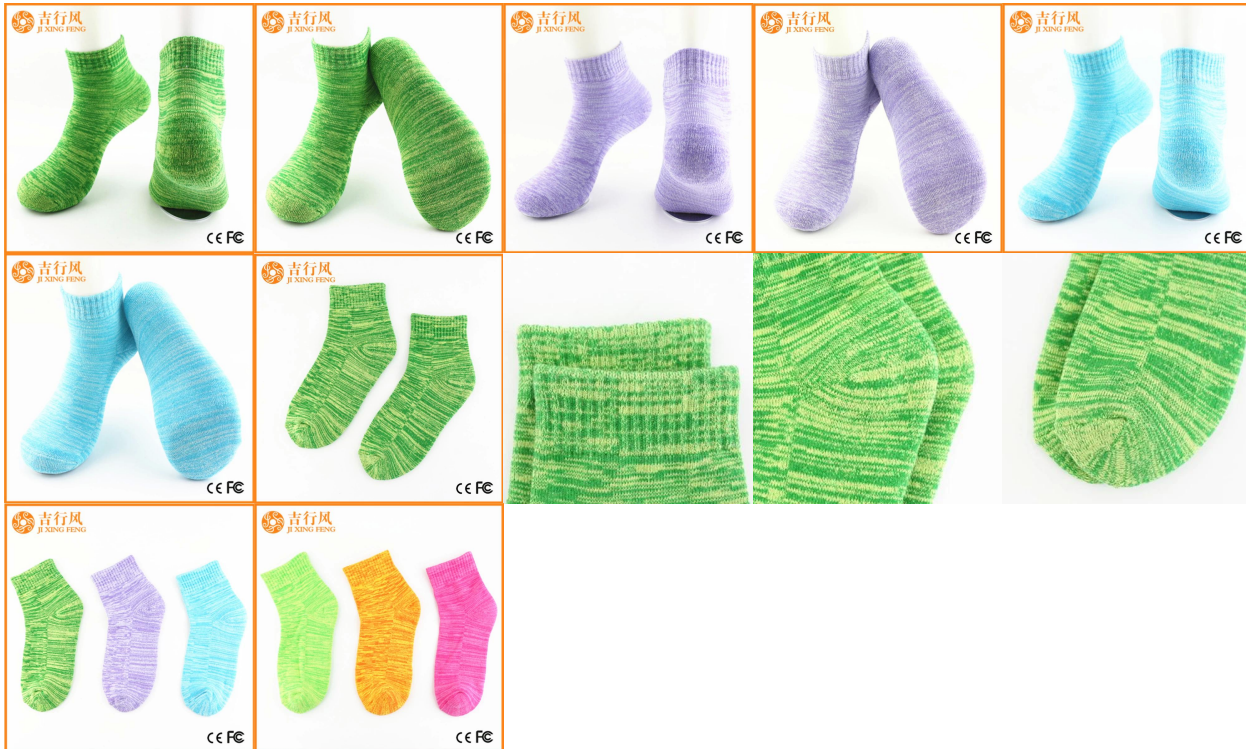 吉行风
JI XING FENG
吉行风
JI XING FENG
吉行风
JI XING FENG
吉行风
JI XING FENG
吉行风
JI XING FENG
CE FC
CE FC
CE FC
CE FC
CE FC
吉行风
JI XING FENG
吉行风
JI XING FENG
CE FC
CE FC
吉行风
JI XING FENG
吉行风
JI XING FENG
CE FC
CE FC